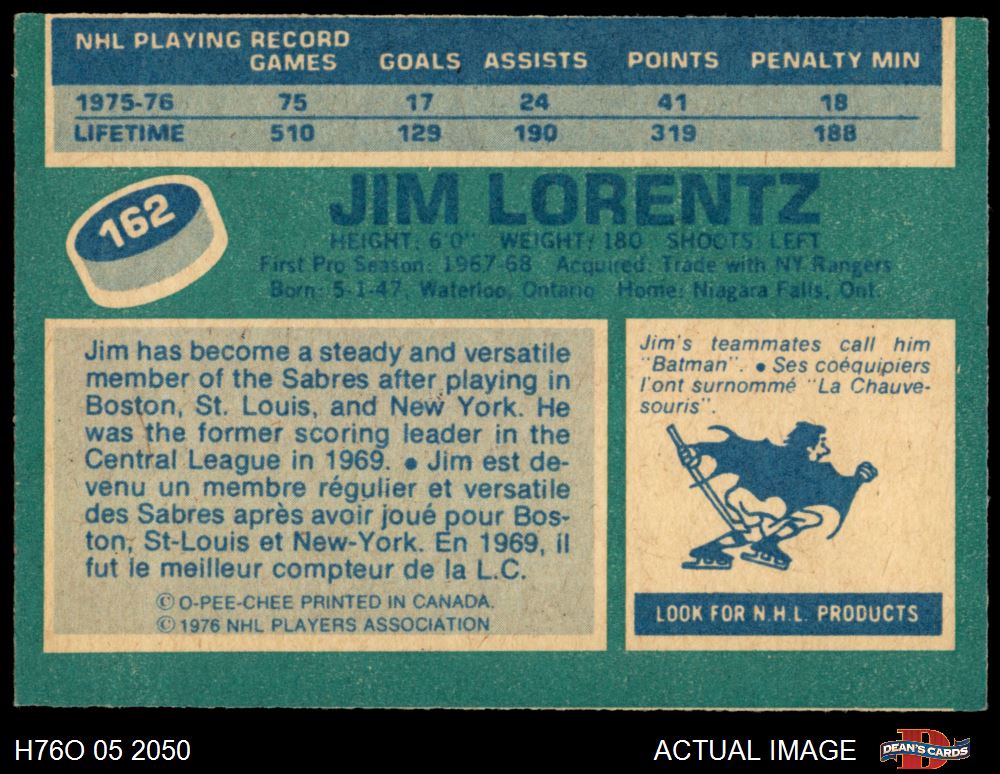 NHL PLAYING RECORD
GAMES GOALS ASSISTS POINTS PENALTY MIN
1975-76 75 17 24 41 18
LIFETIME 510 129 190 319 188
162
JIM LORENTZ
HEIGHT: 6'0" WEIGHT: 180 SHOOTS: LEFT
First Pro Season: 1967-68 Acquired: Trade with NY Rangers
Born: 5-1-47, Waterloo, Ontario Home: Niagara Falls, Ont.
Jim has become a steady and versatile
member of the Sabres after playing in
Boston, St. Louis, and New York. He
was the former scoring leader in the
Central League in 1969. • Jim est de-
venu un membre régulier et versatile
des Sabres après avoir joué pour Bos-
ton, St-Louis et New-York. En 1969, il
fut le meilleur compteur de la L.C.
© O-PEE-CHEE PRINTED IN CANADA.
© 1976 NHL PLAYERS ASSOCIATION
Jim's teammates call him
"Batman". • Ses coéquipiers
l'ont surnommé "La Chauve-
souris".
LOOK FOR N.H.L. PRODUCTS
H76O 05 2050
ACTUAL IMAGE
DEAN'S CARDS